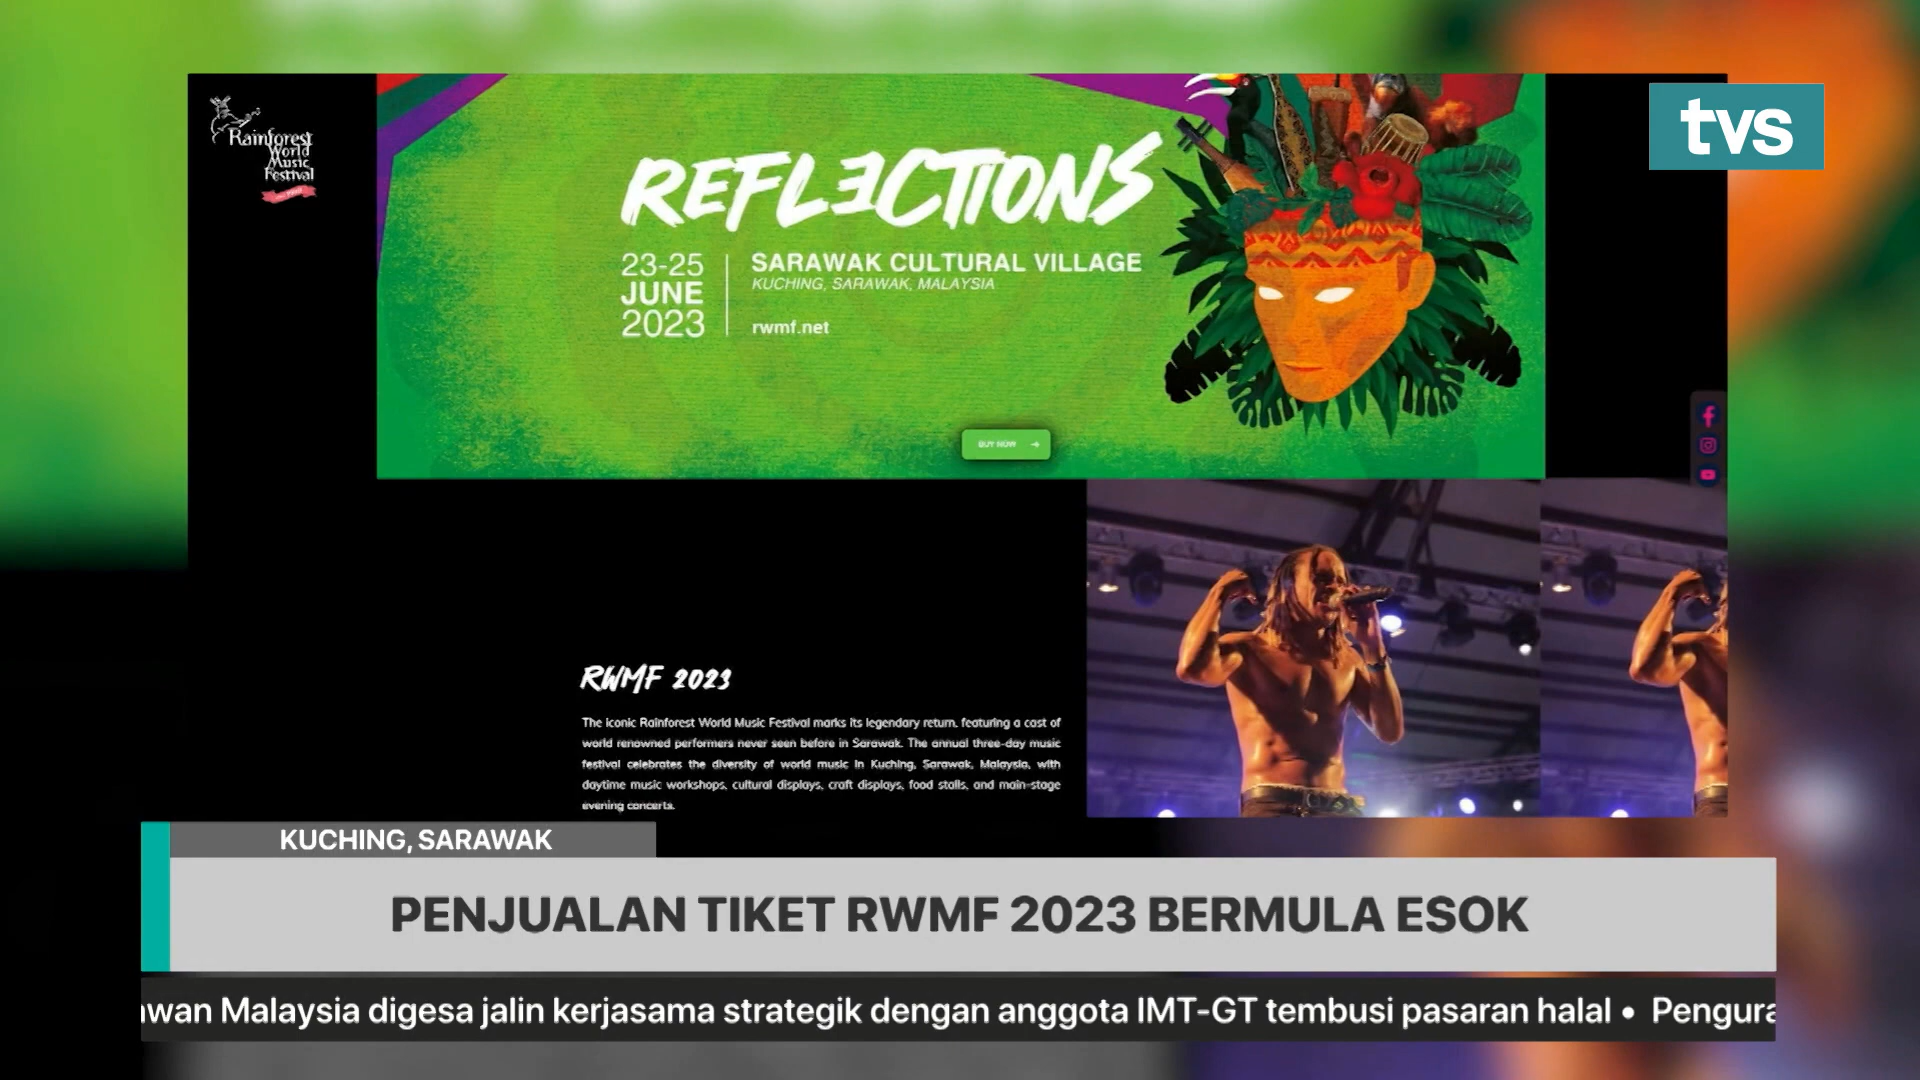 tvs
Rainforest
World
Music
Festival
REFLECTIONS
23-25
JUNE
2023
SARAWAK CULTURAL VILLAGE
KUCHING, SARAWAK, MALAYSIA
rwmf.net
BUY NOW
RWMF 2023
The iconic Rainforest World Music Festival marks its legendary return, featuring a cast of
world renowned performers never seen before in Sarawak. The annual three-day music
festival celebrates the diversity of world music in Kuching, Sarawak, Malaysia, with
daytime music workshops, cultural displays, craft displays, food stalls, and main-stage
evening concerts.
KUCHING, SARAWAK
PENJUALAN TIKET RWMF 2023 BERMULA ESOK
Malaysia digesa jalin kerjasama strategik dengan anggota IMT-GT tembusi pasaran halal •